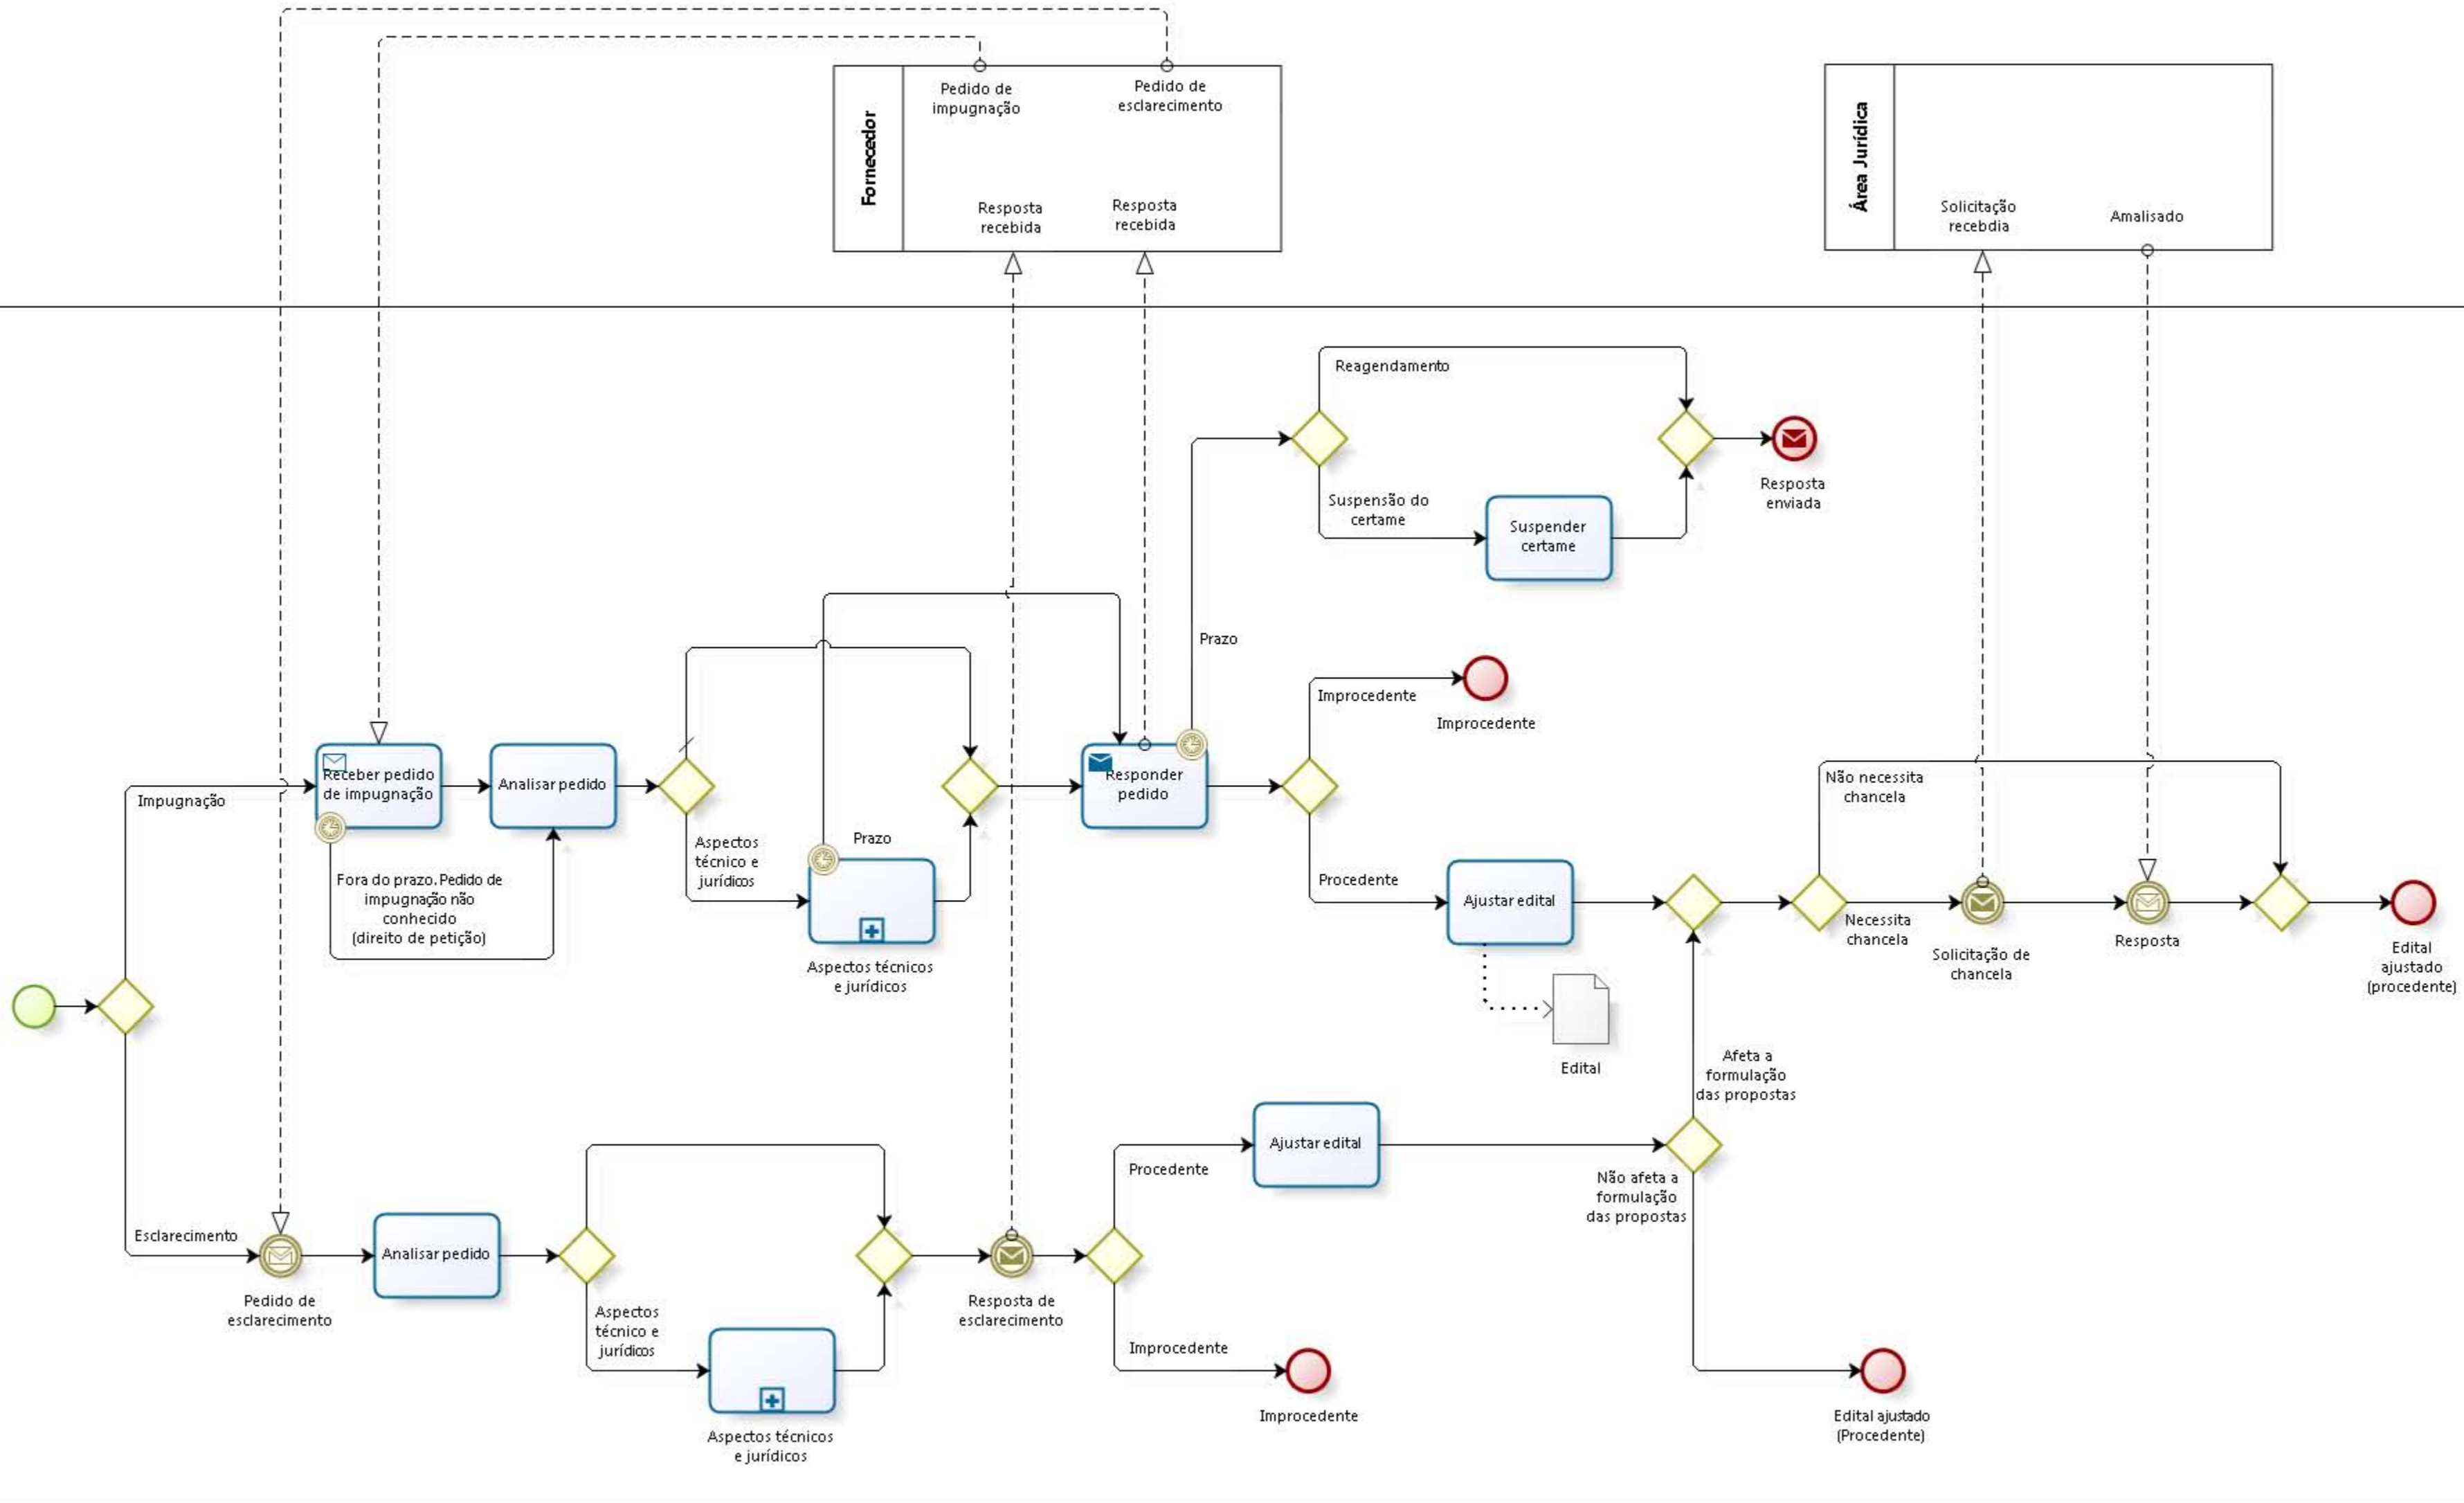 Pedido de
impugnação
Pedido de
esclarecimento
Fornecedor
Resposta
recebida
Resposta
recebida
Área Jurídica
Solicitação
recebdia
Amalisado
Reagendamento
Suspensão do
certame
Suspender
certame
Resposta
enviada
Prazo
Improcedente
Improcedente
Impugnação
Receber pedido
de impugnação
Analisar pedido
Fora do prazo. Pedido de
impugnação não
conhecido
(direito de petição)
Aspectos
técnico e
jurídicos
Prazo
Aspectos técnicos
e jurídicos
Responder
pedido
Procedente
Ajustar edital
Edital
Não necessita
chancela
Necessita
chancela
Solicitação de
chancela
Resposta
Edital
ajustado
(procedente)
Afeta a
formulação
das propostas
Esclarecimento
Pedido de
esclarecimento
Analisar pedido
Aspectos
técnico e
jurídicos
Aspectos técnicos
e jurídicos
Resposta de
esclarecimento
Procedente
Ajustar edital
Não afeta a
formulação
das propostas
Improcedente
Improcedente
Edital ajustado
(Procedente)